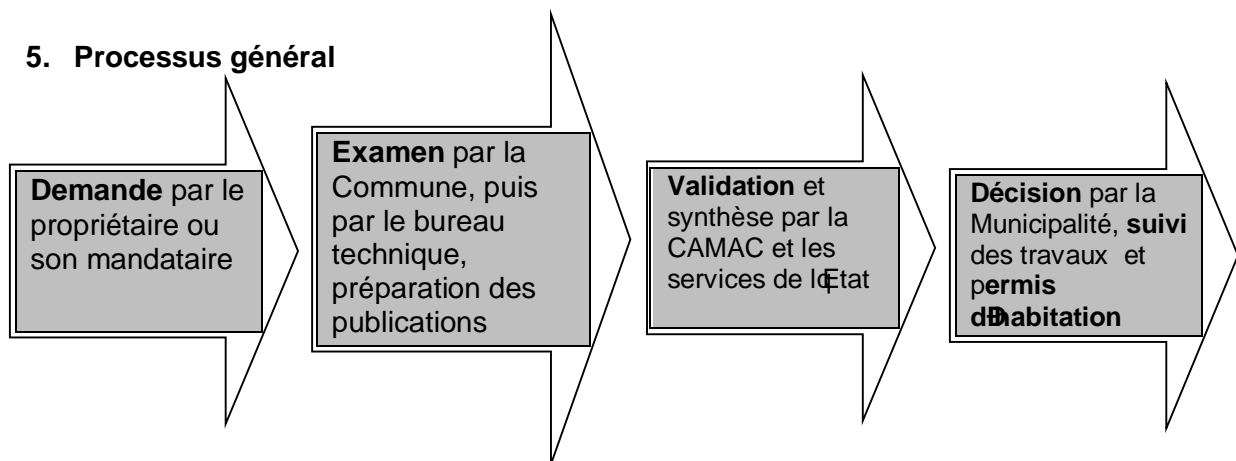 5. Processus général
Demande par le
propriétaire ou
son mandataire
Examen par la
Commune, puis
par le bureau
technique,
préparation des
publications
Validation et
synthèse par la
CAMAC et les
services de
Décision par la
Municipalité, suivi
des travaux et
permis